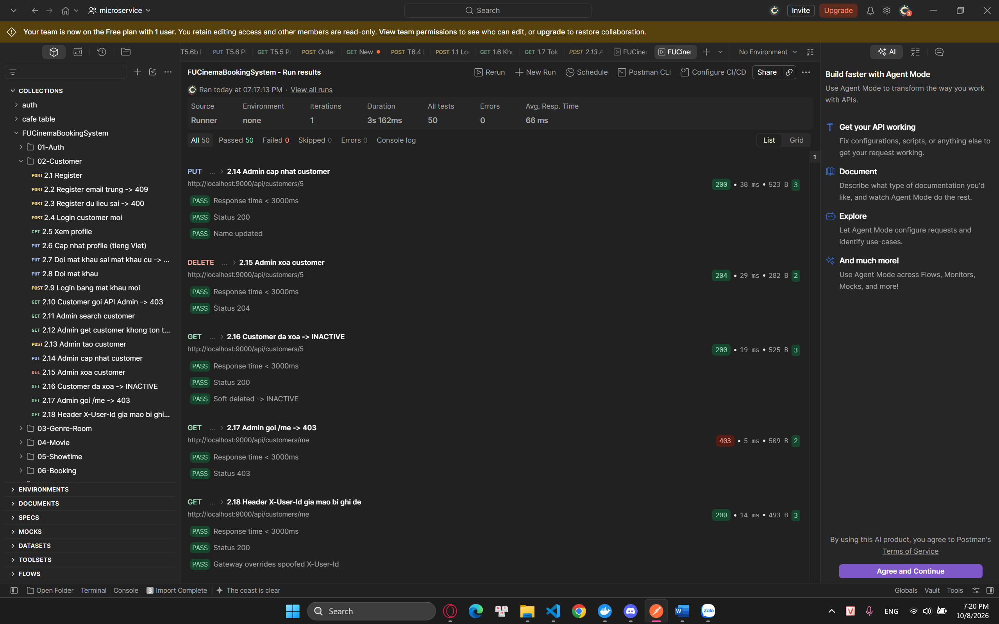 microservice
Search
Invite
Upgrade
S
Your team is now on the Free plan with 1 user. You retain editing access and other members are read-only. View team permissions to see who can edit, or upgrade to restore collaboration.
PUT T5.6
GET T5.5
POST Order
GET New
POST T6.4
POST 1.1
GET 1.6
GET 1.7 Tok
POST 2.13
No Environment
AI
FUCinemaBookingSystem - Run results
Rerun
New Run
Schedule
Postman CLI
Configure CI/CD
Share
Ran today at 07:17:13 PM · View all runs
Source Environment Iterations Duration All tests Errors Avg. Resp. Time
Runner none 1 3s 162ms 50 0 66 ms
All 50 Passed 50 Failed 0 Skipped 0 Errors 0 Console log
List Grid
1
COLLECTIONS
auth
cafe table
FUCinemaBookingSystem
01-Auth
02-Customer
POST 2.1 Register
POST 2.2 Register email trung -> 409
POST 2.3 Register du lieu sai -> 400
POST 2.4 Login customer moi
GET 2.5 Xem profile
PUT 2.6 Cap nhat profile (tieng Viet)
PUT 2.7 Doi mat khau sai mat khau cu -> ...
PUT 2.8 Doi mat khau
POST 2.9 Login bang mat khau moi
GET 2.10 Customer goi API Admin -> 403
GET 2.11 Admin search customer
GET 2.12 Admin get customer khong ton t...
POST 2.13 Admin tao customer
PUT 2.14 Admin cap nhat customer
DEL 2.15 Admin xoa customer
GET 2.16 Customer da xoa -> INACTIVE
GET 2.17 Admin goi /me -> 403
GET 2.18 Header X-User-Id gia mao bi ghi...
03-Genre-Room
04-Movie
05-Showtime
06-Booking
ENVIRONMENTS
DOCUMENTS
SPECS
MOCKS
DATASETS
TOOLSETS
FLOWS
PUT ... > 2.14 Admin cap nhat customer
http://localhost:9000/api/customers/5
200 • 38 ms • 523 B 3
PASS Response time < 3000ms
PASS Status 200
PASS Name updated
DELETE ... > 2.15 Admin xoa customer
http://localhost:9000/api/customers/5
204 • 29 ms • 282 B 2
PASS Response time < 3000ms
PASS Status 204
GET ... > 2.16 Customer da xoa -> INACTIVE
http://localhost:9000/api/customers/5
200 • 19 ms • 525 B 3
PASS Response time < 3000ms
PASS Status 200
PASS Soft deleted -> INACTIVE
GET ... > 2.17 Admin goi /me -> 403
http://localhost:9000/api/customers/me
403 • 5 ms • 509 B 2
PASS Response time < 3000ms
PASS Status 403
GET ... > 2.18 Header X-User-Id gia mao bi ghi de
http://localhost:9000/api/customers/me
200 • 14 ms • 493 B 3
PASS Response time < 3000ms
PASS Status 200
PASS Gateway overrides spoofed X-User-Id
Build faster with Agent Mode
Use Agent Mode to transform the way you work
with APIs.
Get your API working
Fix configurations, scripts, or anything else to
get your request working.
Document
Describe what type of documentation you'd
like, and watch Agent Mode do the rest.
Explore
Let Agent Mode configure requests and
identify use-cases.
And much more!
Use Agent Mode across Flows, Monitors,
Mocks, and more!
By using this AI product, you agree to Postman's
Terms of Service
Agree and Continue
Open Folder
Terminal
Console
3 Import Complete
The coast is clear
Globals
Vault
Tools
Search
Zalo
V
ENG
7:20 PM
10/8/2026